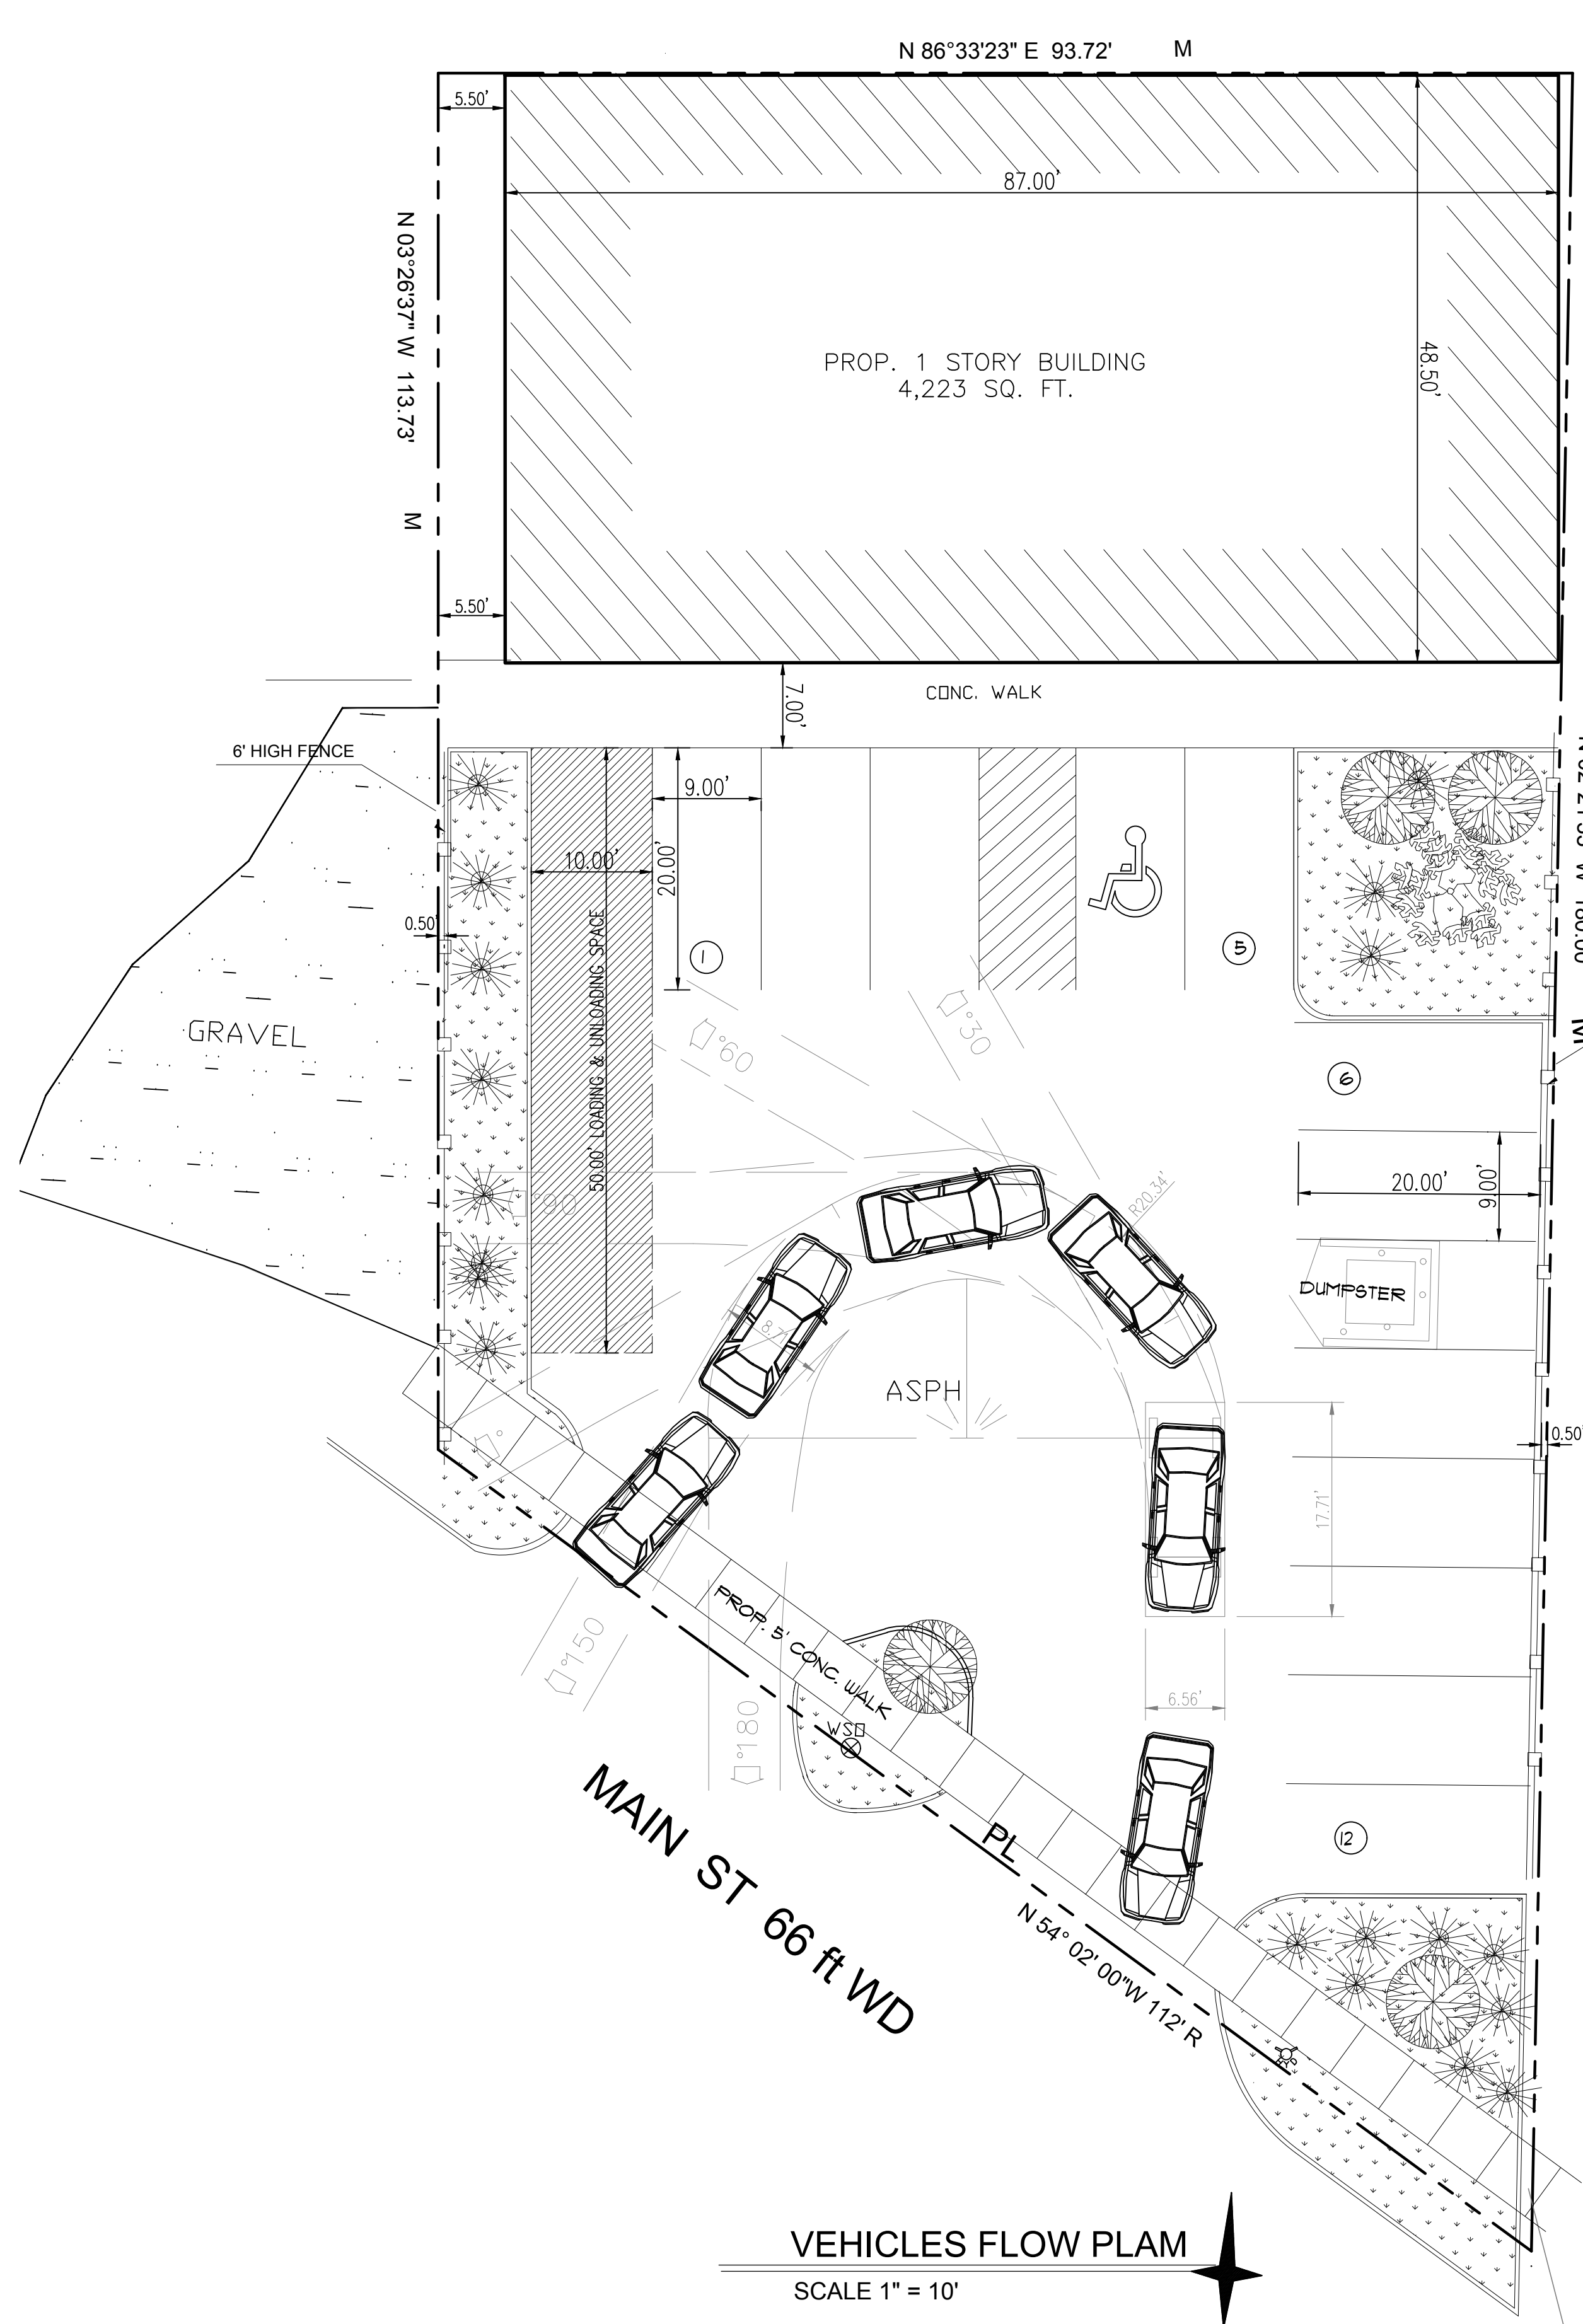 N 86°33'23" E 93.72' M
5.50'
87.00'
N 03°26'37" W 113.73' M
PROP. 1 STORY BUILDING
4,223 SQ. FT.
48.50'
5.50'
7.00'
CONC. WALK
6' HIGH FENCE
9.00'
10.00'
20.00'
0.50'
50.00' LOADING & UNLOADING SPACE
1
5
M
GRAVEL
°30
°60
6
°90
R20.34'
20.00'
9.00'
DUMPSTER
ASPH
0.50'
17.71'
PROP. 5' CONC. WALK
°150
6.56'
°180
WSO
MAIN ST 66 ft WD
PL
12
N 54° 02' 00"W 112' R
VEHICLES FLOW PLAM
SCALE 1" = 10'